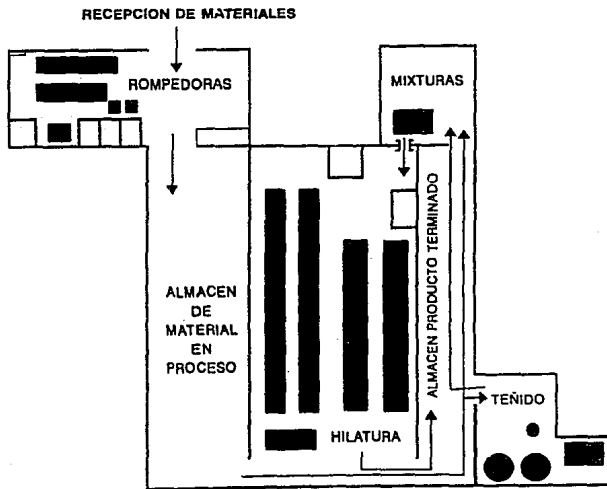 RECEPCION DE MATERIALES
ROMPEDORAS
MIXTURAS
ALMACEN
DE
MATERIAL
EN
PROCESO
ALMACEN PRODUCTO TERMINADO
TEÑIDO
HILATURA